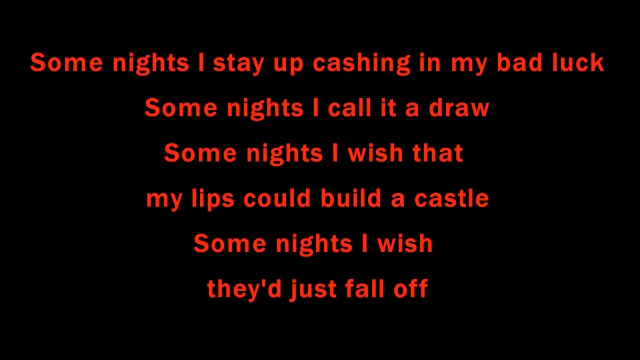 Some nights I stay up cashing in my bad luck
Some nights I call it a draw
Some nights I wish that
my lips could build a castle
Some nights I wish
they'd just fall off